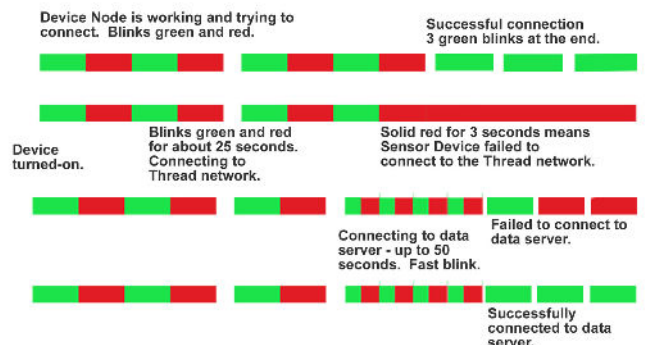 Device Node is working and trying to
connect. Blinks green and red.
Successful connection
3 green blinks at the end.
Device
turned-on.
Blinks green and red
for about 25 seconds.
Connecting to
Thread network.
Solid red for 3 seconds means
Sensor Device failed to
connect to the Thread network.
Connecting to data
server - up to 50
seconds. Fast blink.
Failed to connect to
data server.
Successfully
connected to data
server.